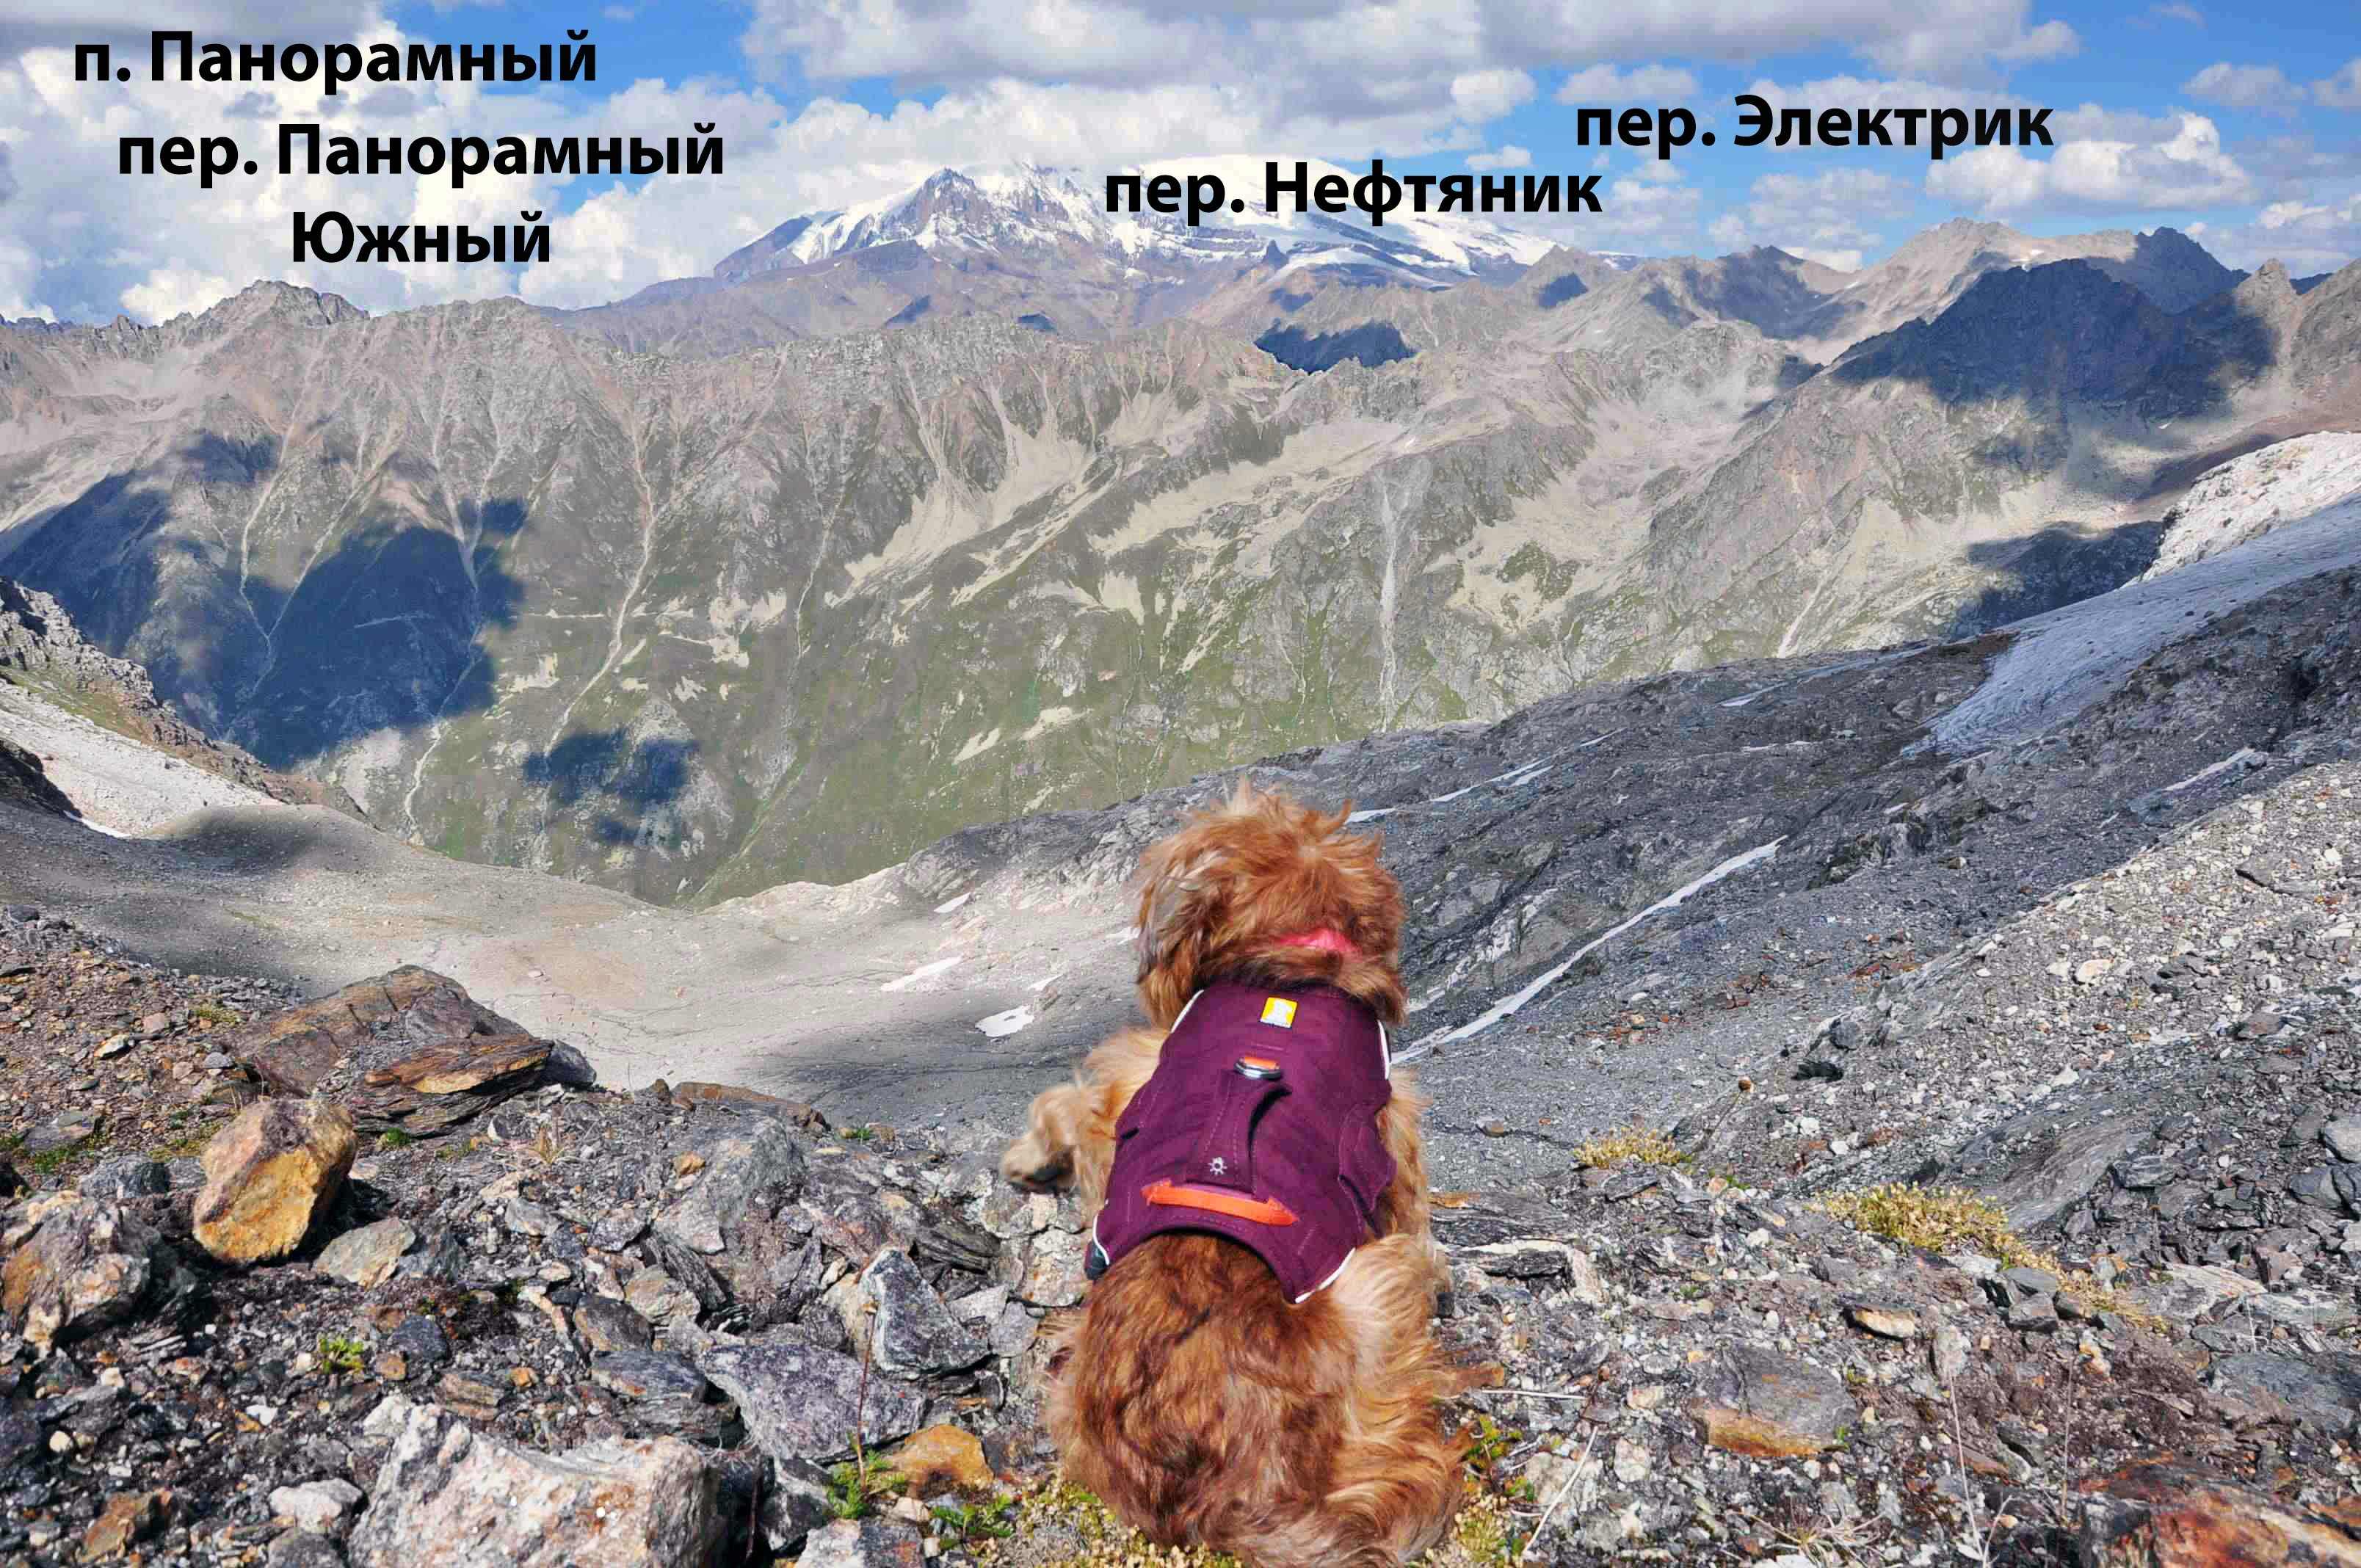 п. Панорамный
пер. Панорамный
Южный
пер. Нефтяник
пер. Электрик